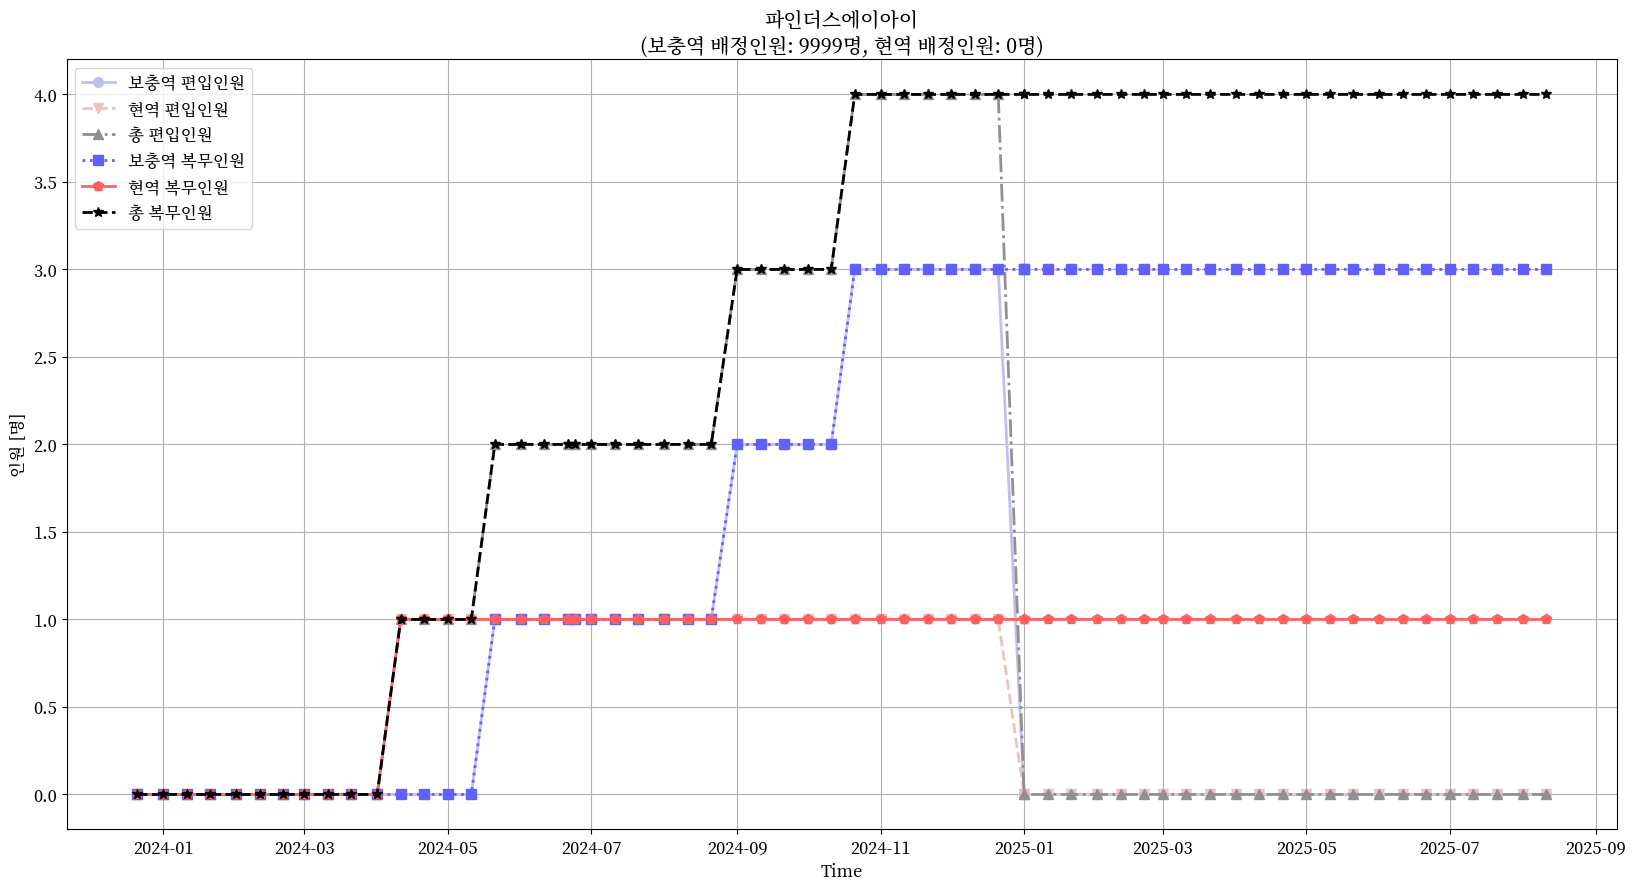 파인더스에이아이
(보충역 배정인원: 9999명, 현역 배정인원: 0명)
보충역 편입인원
현역 편입인원
총 편입인원
보충역 복무인원
현역 복무인원
총 복무인원
인원 [명]
4.0
3.5
3.0
2.5
2.0
1.5
1.0
0.5
0.0
2024-01
2024-03
2024-05
2024-07
2024-09
2024-11
2025-01
2025-03
2025-05
2025-07
2025-09
Time